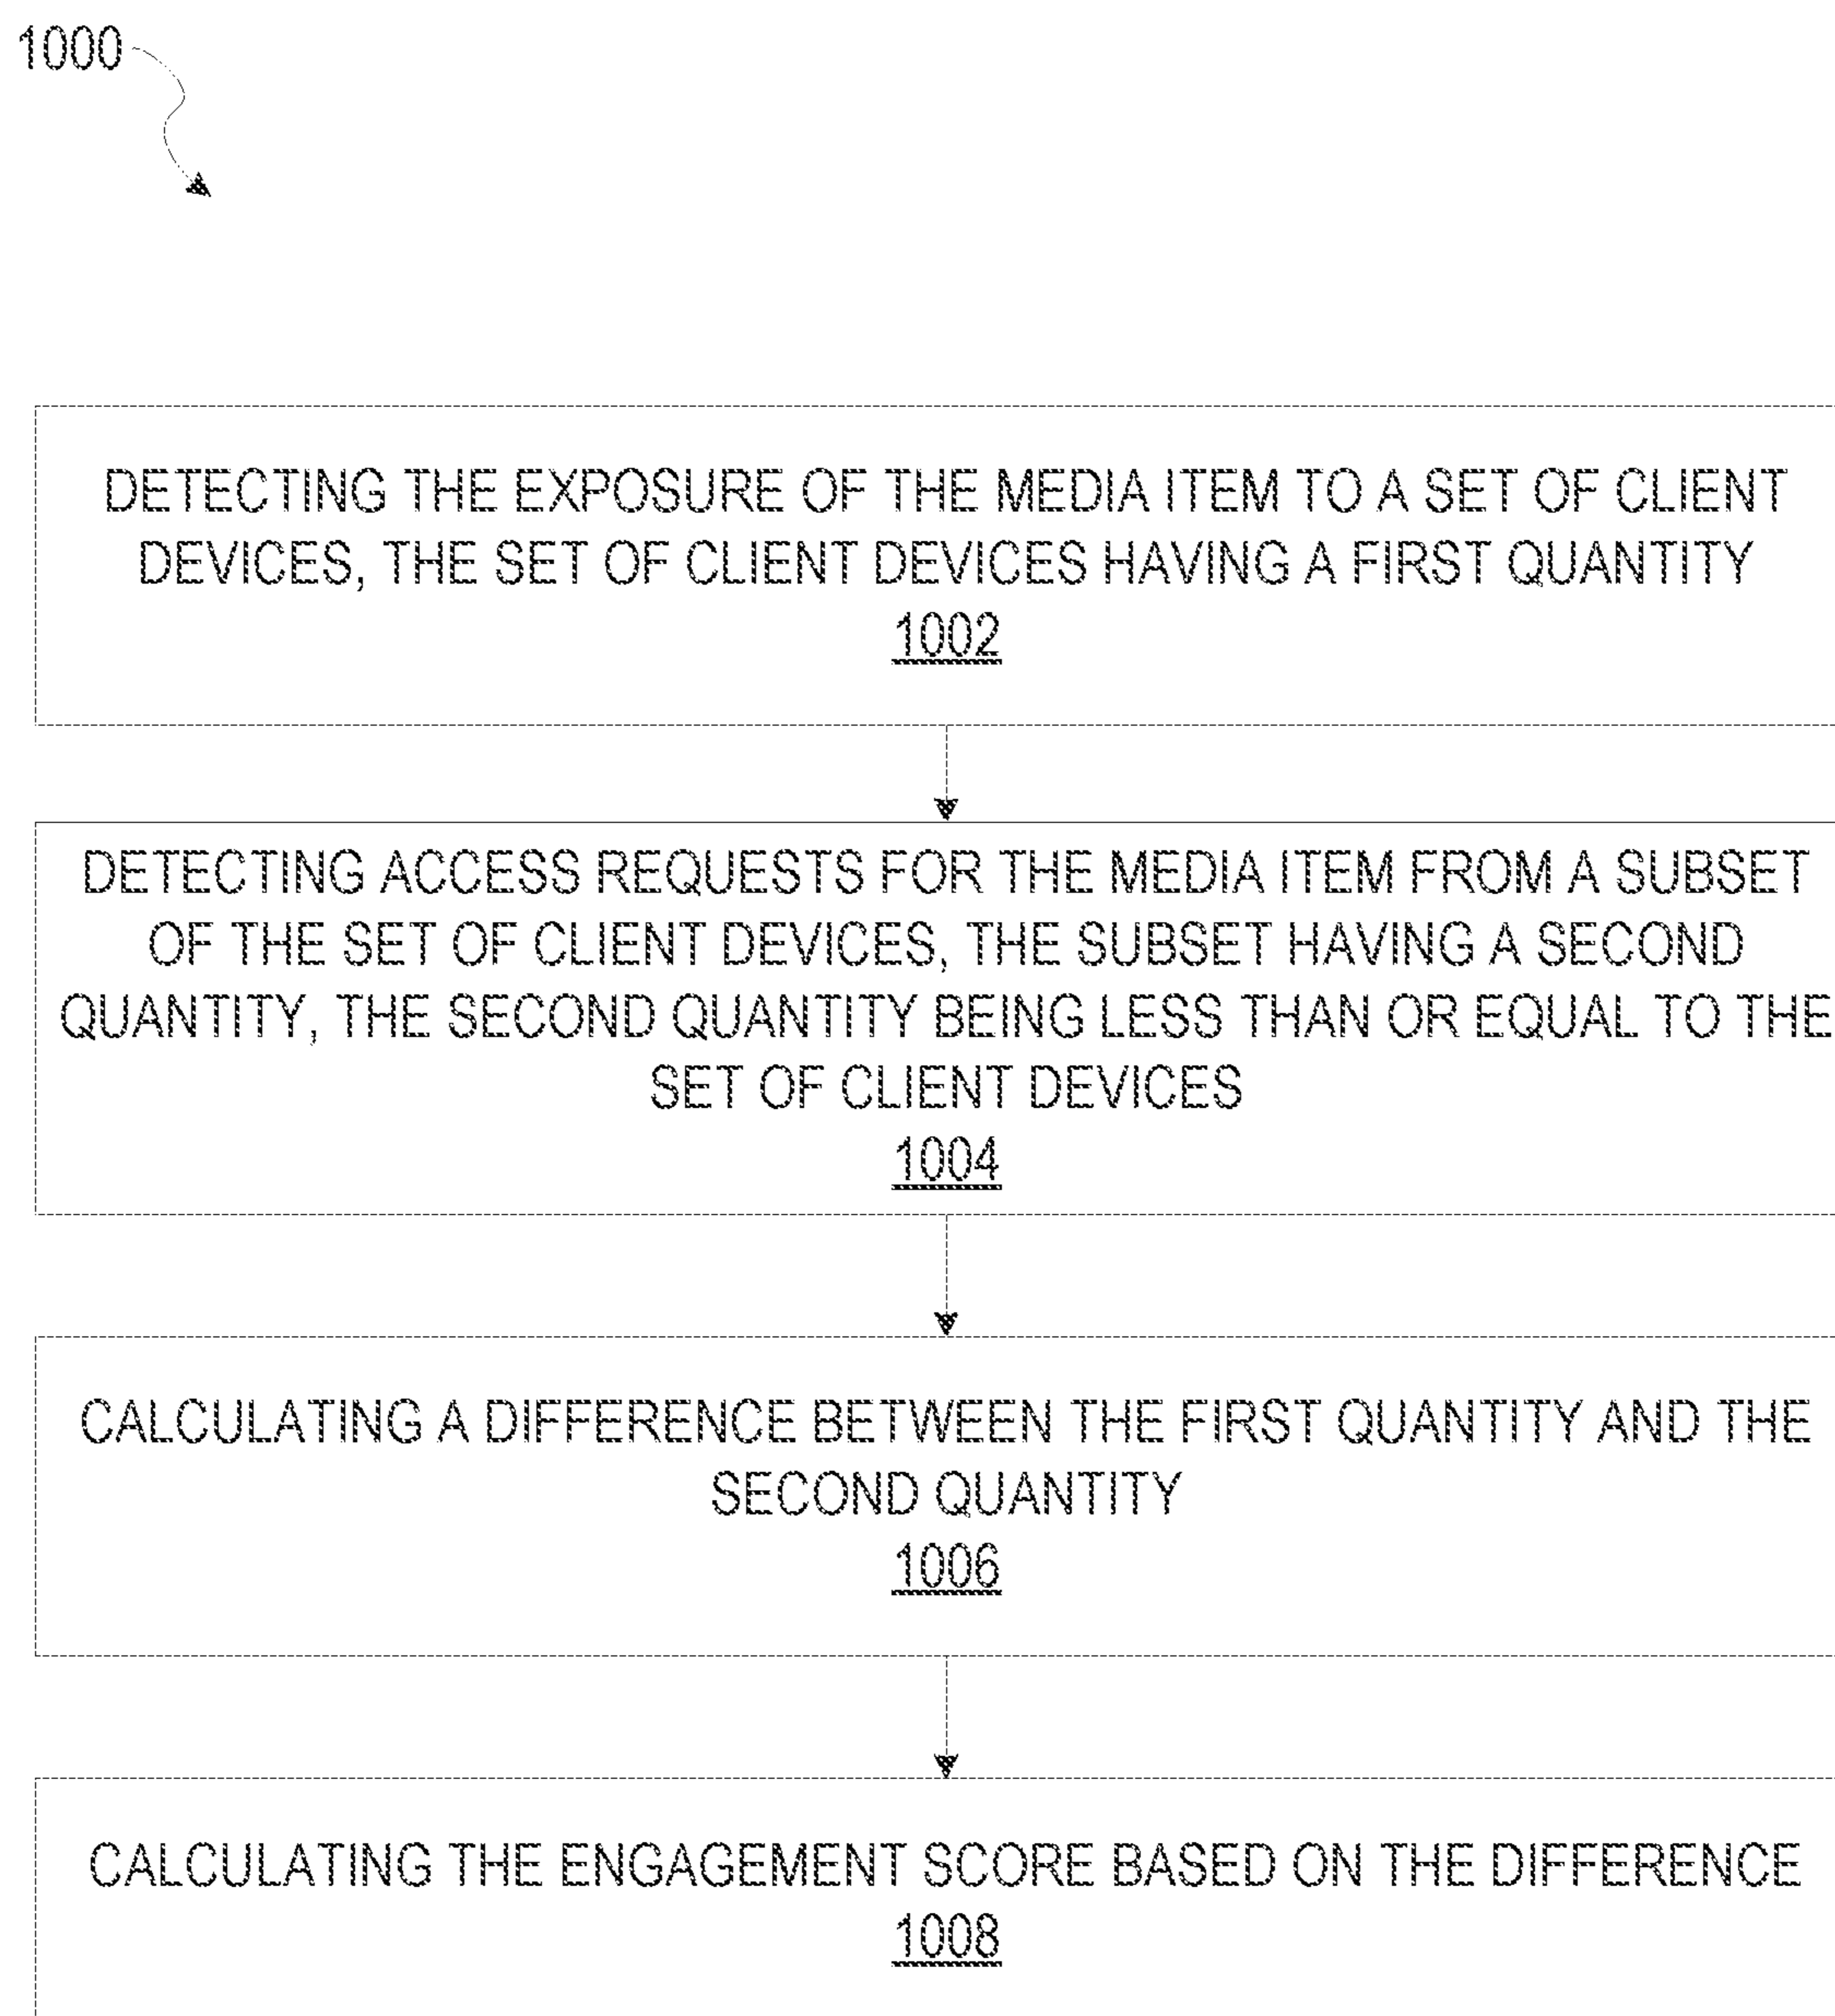 1000
DETECTING THE EXPOSURE OF THE MEDIA ITEM TO A SET OF CLIENT
DEVICES, THE SET OF CLIENT DEVICES HAVING A FIRST QUANTITY
1002
DETECTING ACCESS REQUESTS FOR THE MEDIA ITEM FROM A SUBSET
OF THE SET OF CLIENT DEVICES, THE SUBSET HAVING A SECOND
QUANTITY, THE SECOND QUANTITY BEING LESS THAN OR EQUAL TO THE
SET OF CLIENT DEVICES
1004
CALCULATING A DIFFERENCE BETWEEN THE FIRST QUANTITY AND THE
SECOND QUANTITY
1006
CALCULATING THE ENGAGEMENT SCORE BASED ON THE DIFFERENCE
1008